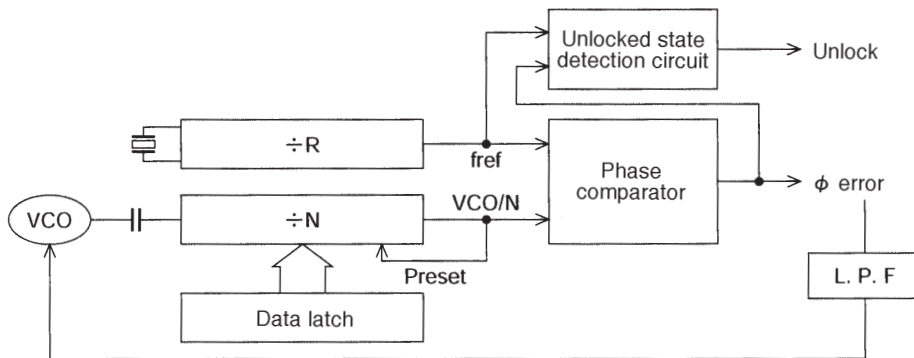 Unlocked state
detection circuit
Unlock
÷R
fref
Phase
comparator
ϕ error
VCO
÷N
VCO/N
Preset
Data latch
L. P. F